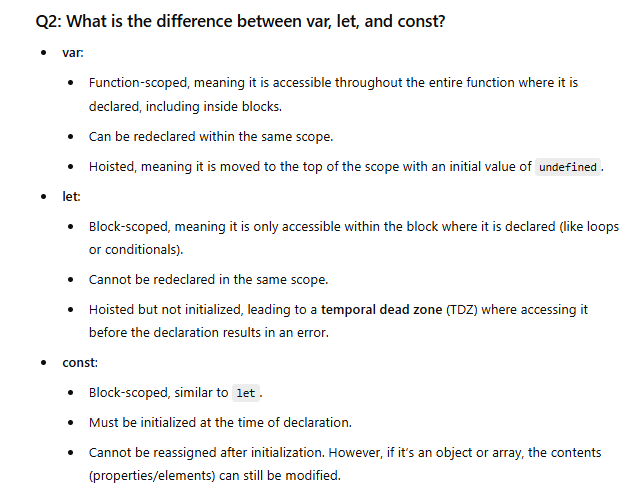 Q2: What is the difference between var, let, and const?
• var:
• Function-scoped, meaning it is accessible throughout the entire function where it is
declared, including inside blocks.
• Can be redeclared within the same scope.
• Hoisted, meaning it is moved to the top of the scope with an initial value of undefined.
• let:
• Block-scoped, meaning it is only accessible within the block where it is declared (like loops
or conditionals).
• Cannot be redeclared in the same scope.
• Hoisted but not initialized, leading to a temporal dead zone (TDZ) where accessing it
before the declaration results in an error.
• const:
• Block-scoped, similar to let.
• Must be initialized at the time of declaration.
• Cannot be reassigned after initialization. However, if it's an object or array, the contents
(properties/elements) can still be modified.